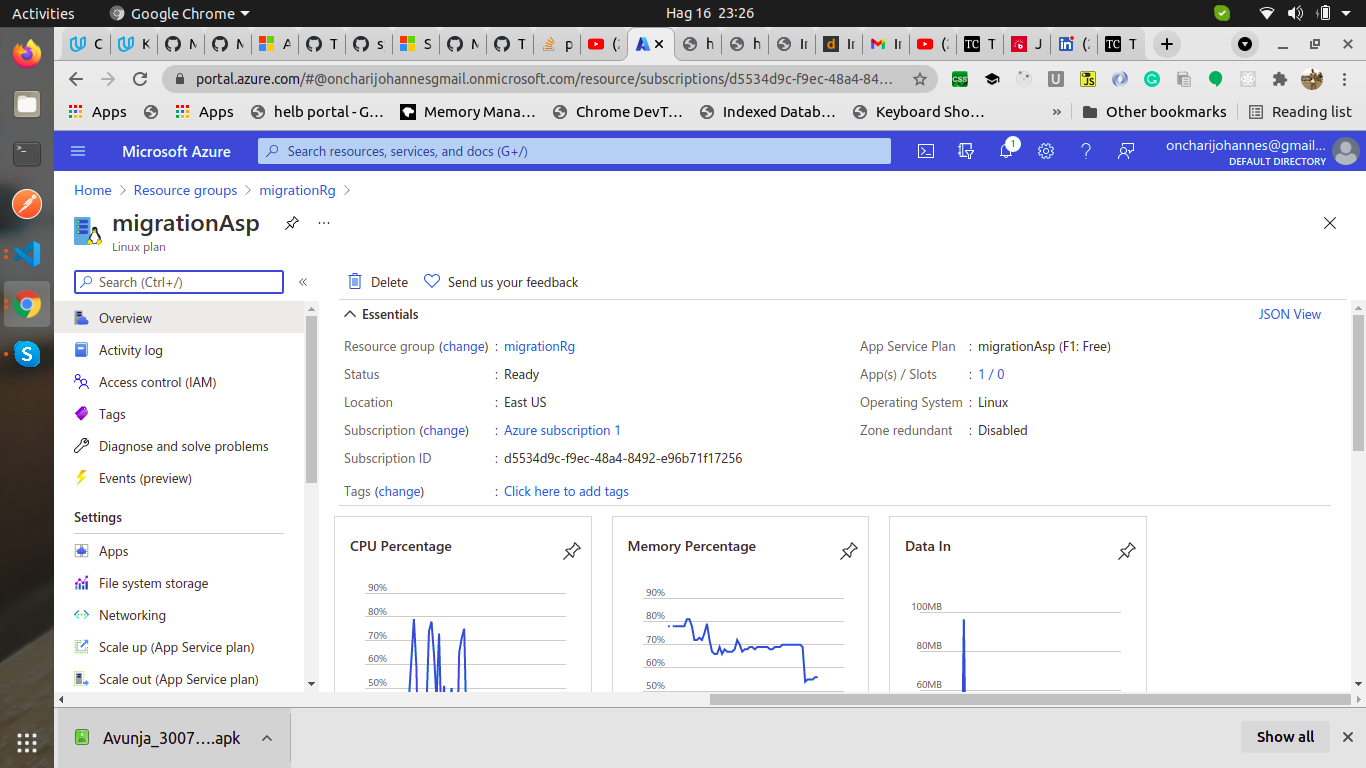 Activities
Google Chrome
Hag 16 23:26
portal.azure.com/#@oncharijohannesgmail.onmicrosoft.com/resource/subscriptions/d5534d9c-f9ec-48a4-84...
Apps
Apps
helb portal - G...
Memory Mana...
Chrome DevT...
Indexed Datab...
Keyboard Sho...
»
Other bookmarks
Reading list
Microsoft Azure
Search resources, services, and docs (G+/)
1
oncharijohannes@gmail....
DEFAULT DIRECTORY
Home > Resource groups > migrationRg >
migrationAsp
...
Linux plan
Search (Ctrl+/)
«
Delete
Send us your feedback
Overview
Activity log
Access control (IAM)
Tags
Diagnose and solve problems
Events (preview)
Settings
Apps
File system storage
Networking
Scale up (App Service plan)
Scale out (App Service plan)
Essentials
JSON View
Resource group (change) : migrationRg
Status : Ready
Location : East US
Subscription (change) : Azure subscription 1
Subscription ID : d5534d9c-f9ec-48a4-8492-e96b71f17256
Tags (change) : Click here to add tags
App Service Plan : migrationAsp (F1: Free)
App(s) / Slots : 1 / 0
Operating System : Linux
Zone redundant : Disabled
CPU Percentage
90%
80%
70%
60%
50%
Memory Percentage
90%
80%
70%
60%
50%
Data In
100MB
80MB
60MB
Avunja_3007....apk
Show all